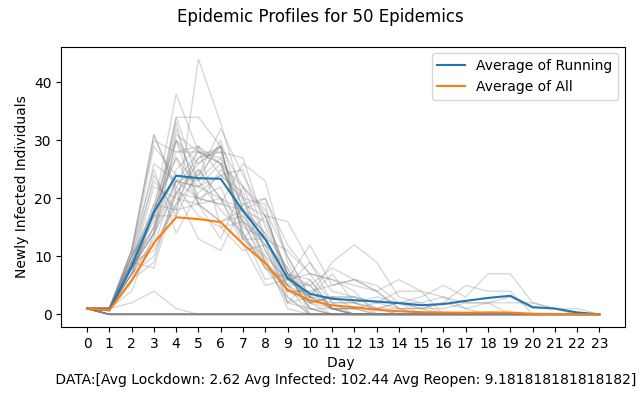 Epidemic Profiles for 50 Epidemics
Average of Running
Average of All
Newly Infected Individuals
40
30
20
10
0
0 1 2 3 4 5 6 7 8 9 10 11 12 13 14 15 16 17 18 19 20 21 22 23
Day
DATA:[Avg Lockdown: 2.62 Avg Infected: 102.44 Avg Reopen: 9.181818181818182]